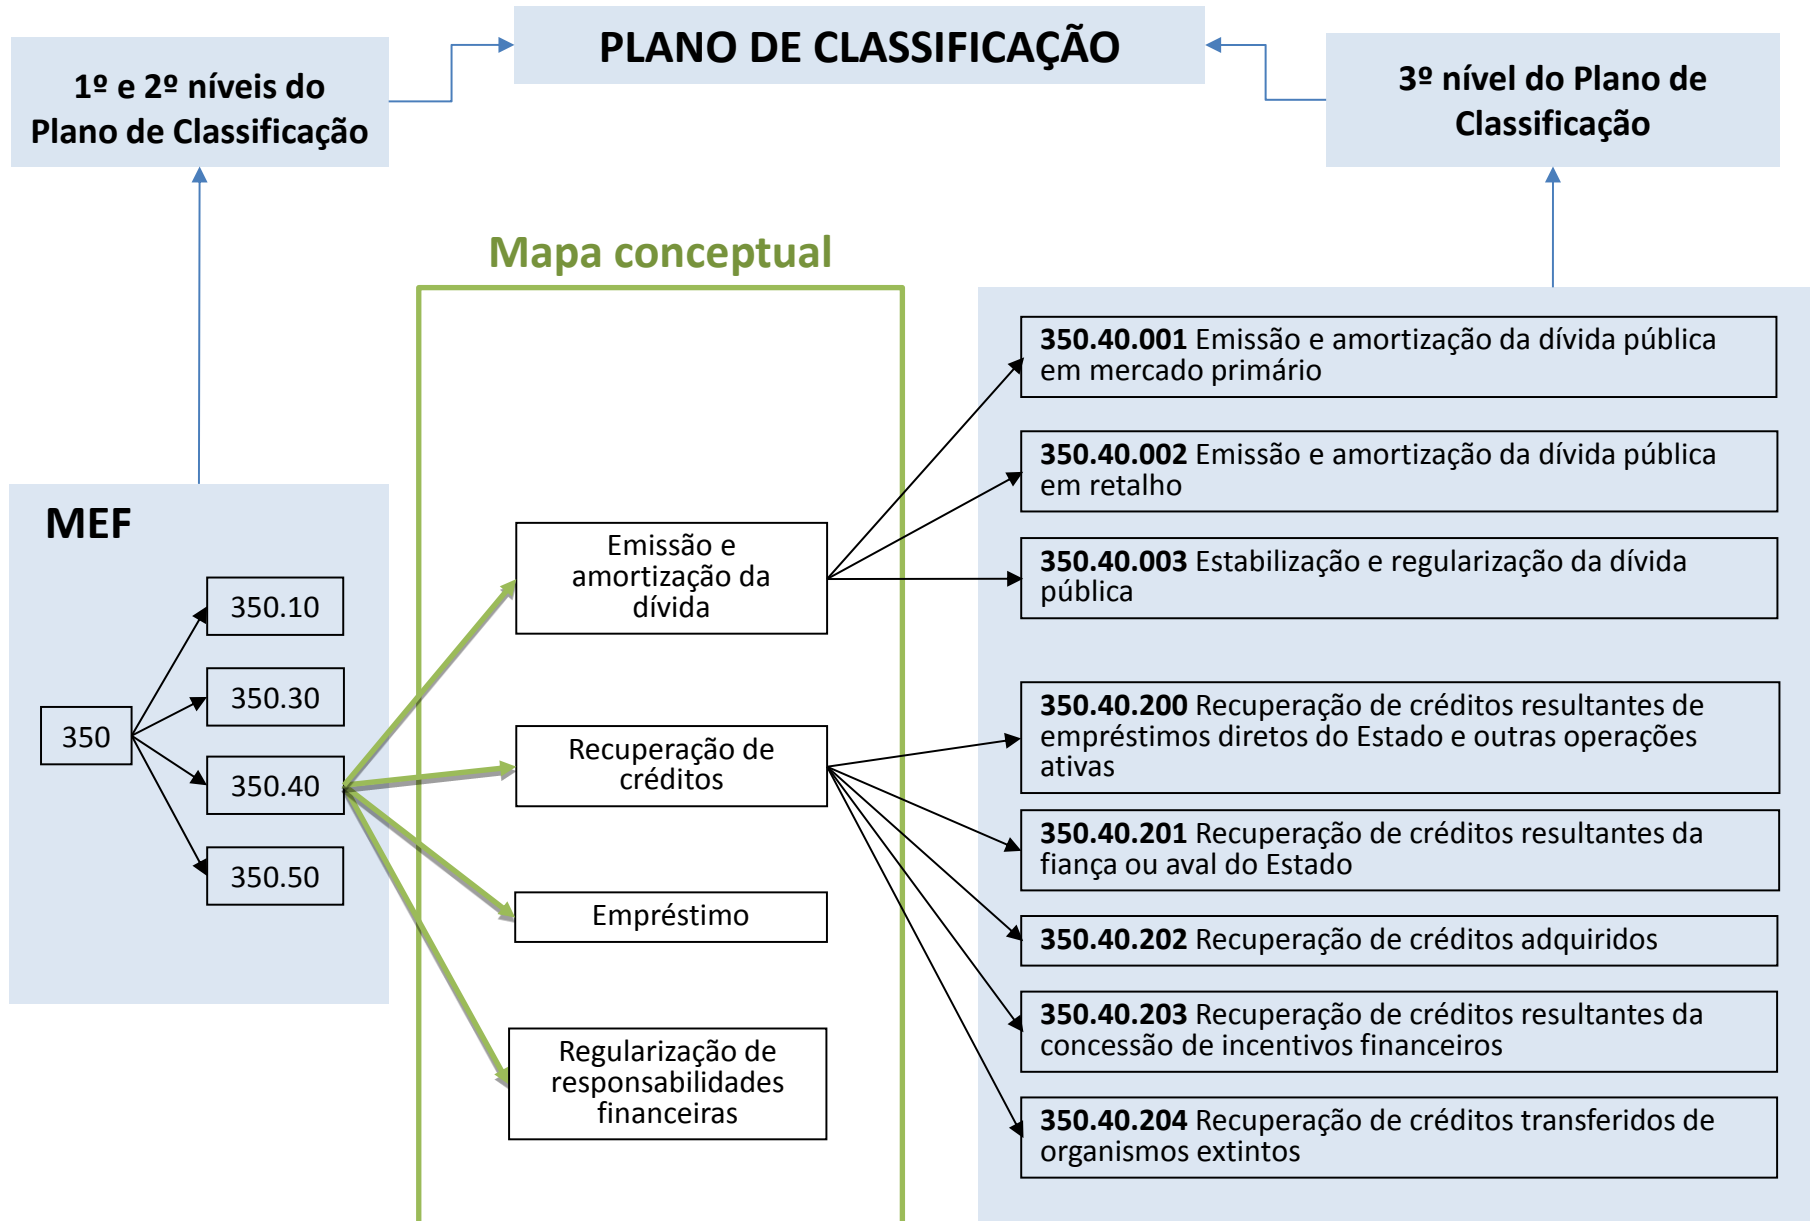 PLANO DE CLASSIFICAÇÃO
1º e 2º níveis do
Plano de Classificação
3º nível do Plano de
Classificação
Mapa conceptual
MEF
350
350.10
350.30
350.40
350.50
Emissão e
amortização da
dívida
Recuperação de
créditos
Empréstimo
Regularização de
responsabilidades
financeiras
350.40.001 Emissão e amortização da dívida pública
em mercado primário
350.40.002 Emissão e amortização da dívida pública
em retalho
350.40.003 Estabilização e regularização da dívida
pública
350.40.200 Recuperação de créditos resultantes de
empréstimos diretos do Estado e outras operações
ativas
350.40.201 Recuperação de créditos resultantes da
fiança ou aval do Estado
350.40.202 Recuperação de créditos adquiridos
350.40.203 Recuperação de créditos resultantes da
concessão de incentivos financeiros
350.40.204 Recuperação de créditos transferidos de
organismos extintos